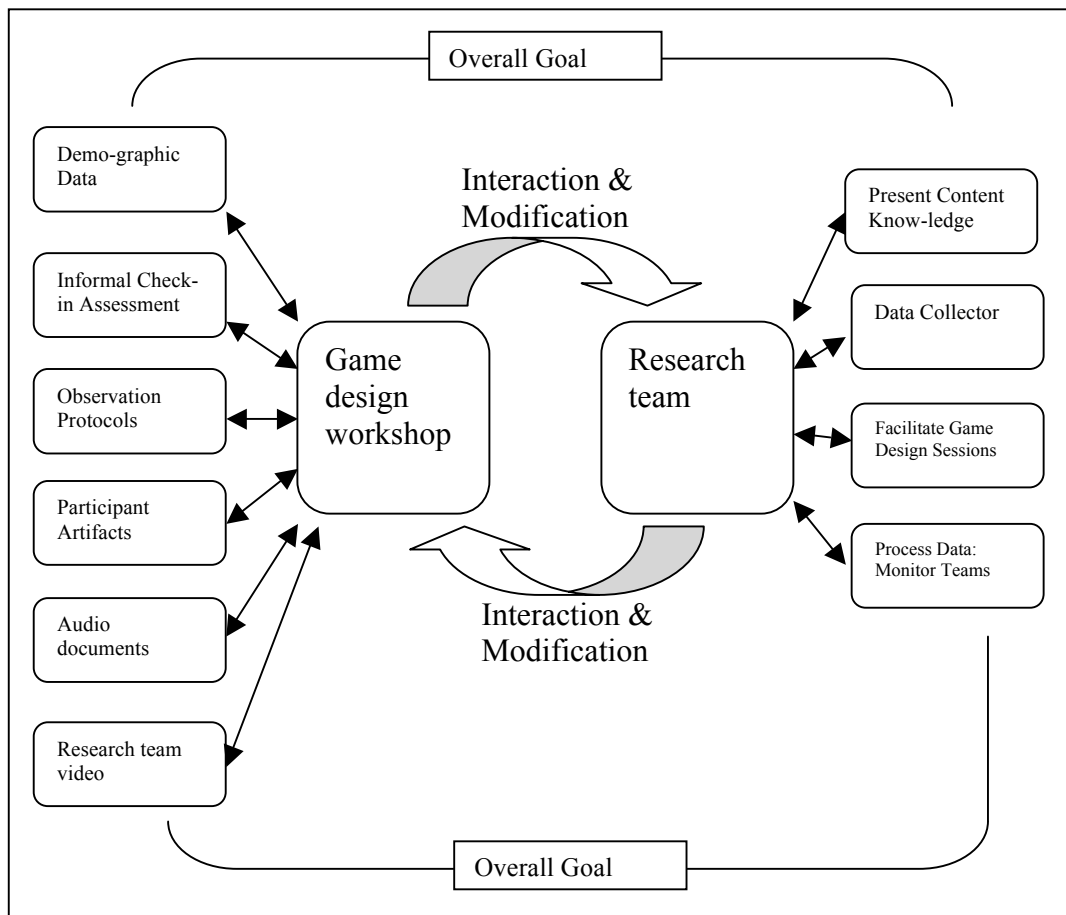 Overall Goal
Demo-graphic
Data
Informal Check-
in Assessment
Observation
Protocols
Participant
Artifacts
Audio
documents
Research team
video
Interaction &
Modification
Game
design
workshop
Research
team
Interaction &
Modification
Present Content
Know-ledge
Data Collector
Facilitate Game
Design Sessions
Process Data:
Monitor Teams
Overall Goal